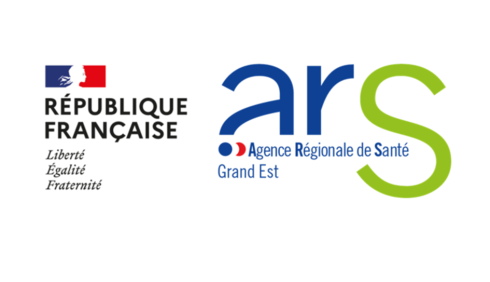 RÉPUBLIQUE
FRANÇAISE
Liberté
Égalité
Fraternité
ars
Agence Régionale de Santé
Grand Est